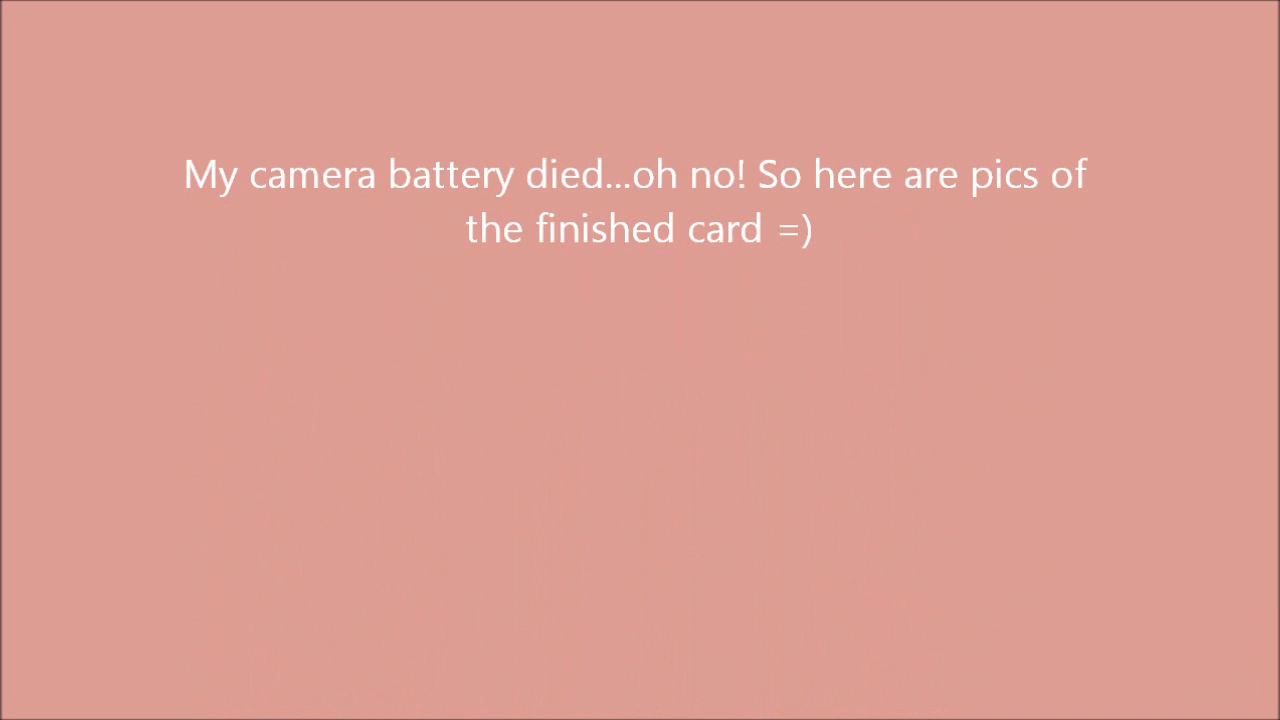 My camera battery died...oh no! So here are pics of
the finished card =)